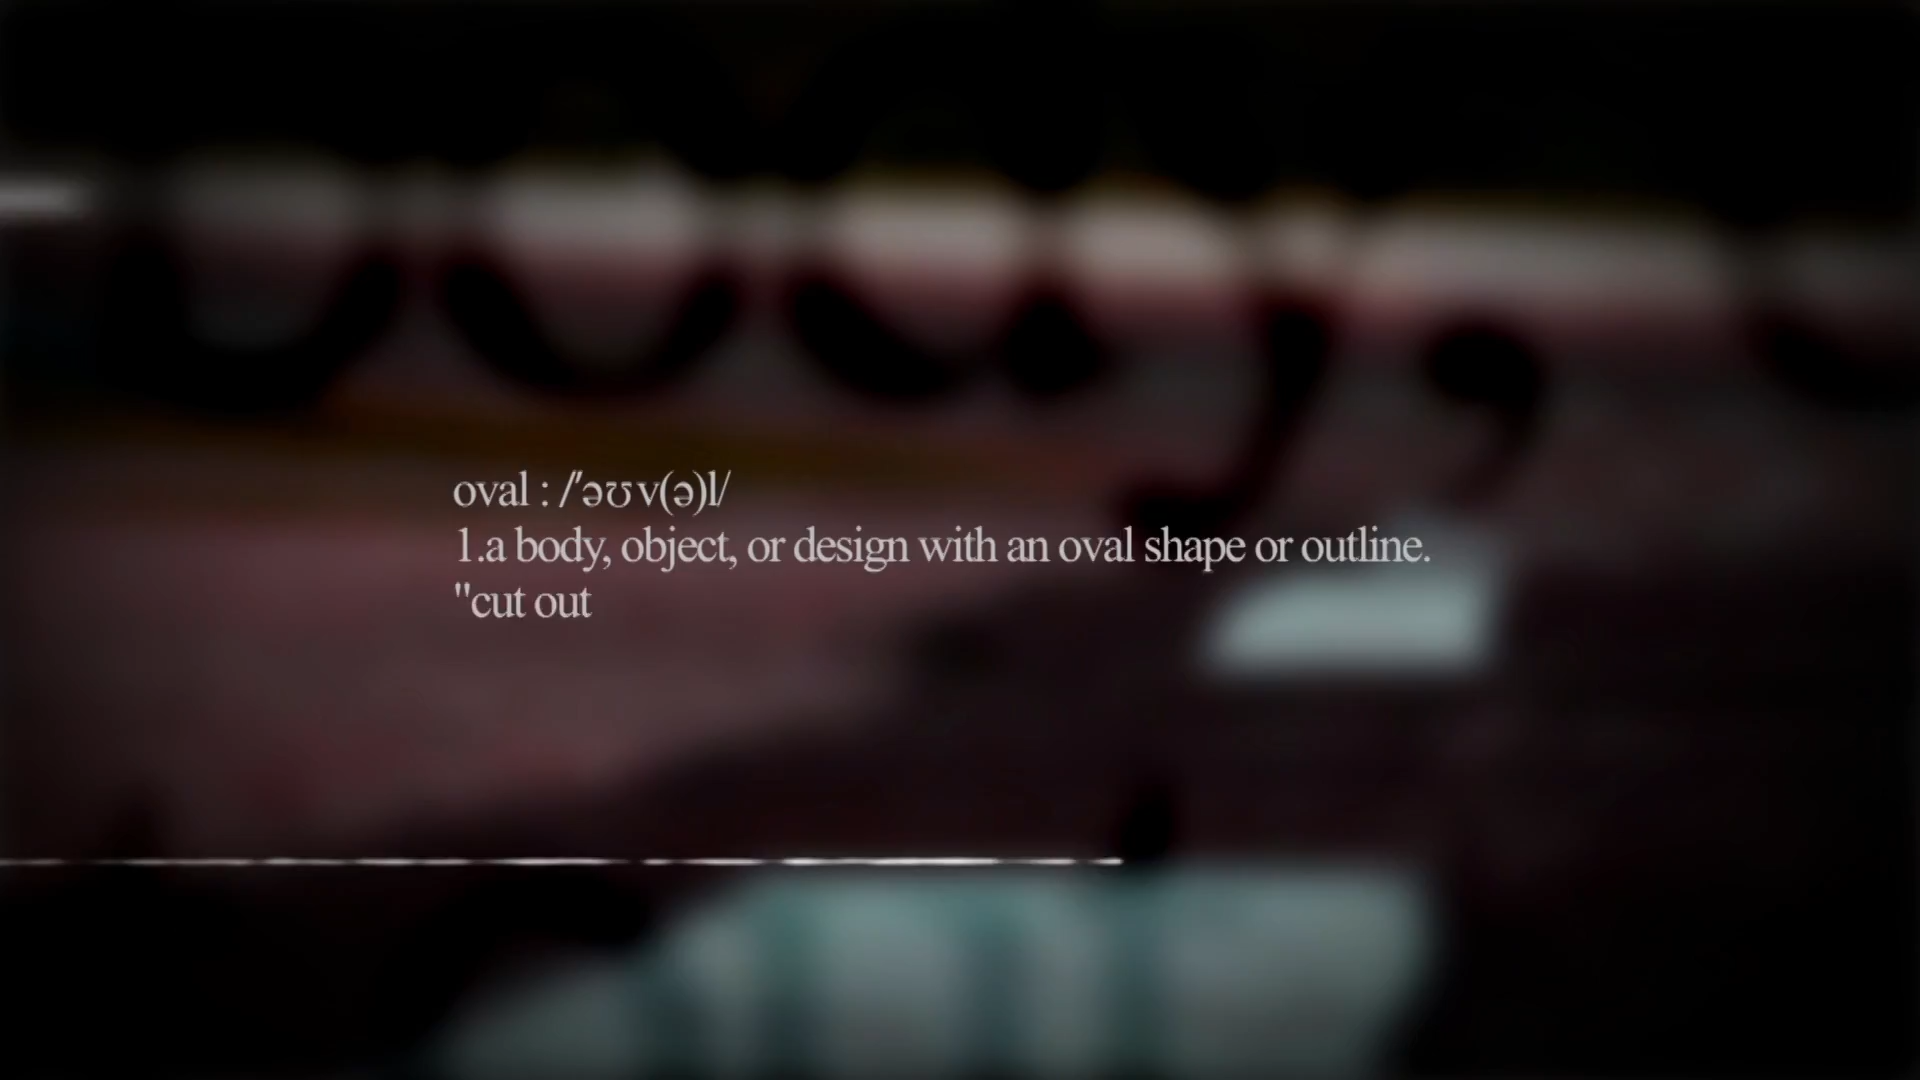 oval : /ˈəʊv(ə)l/
1.a body, object, or design with an oval shape or outline.
"cut out